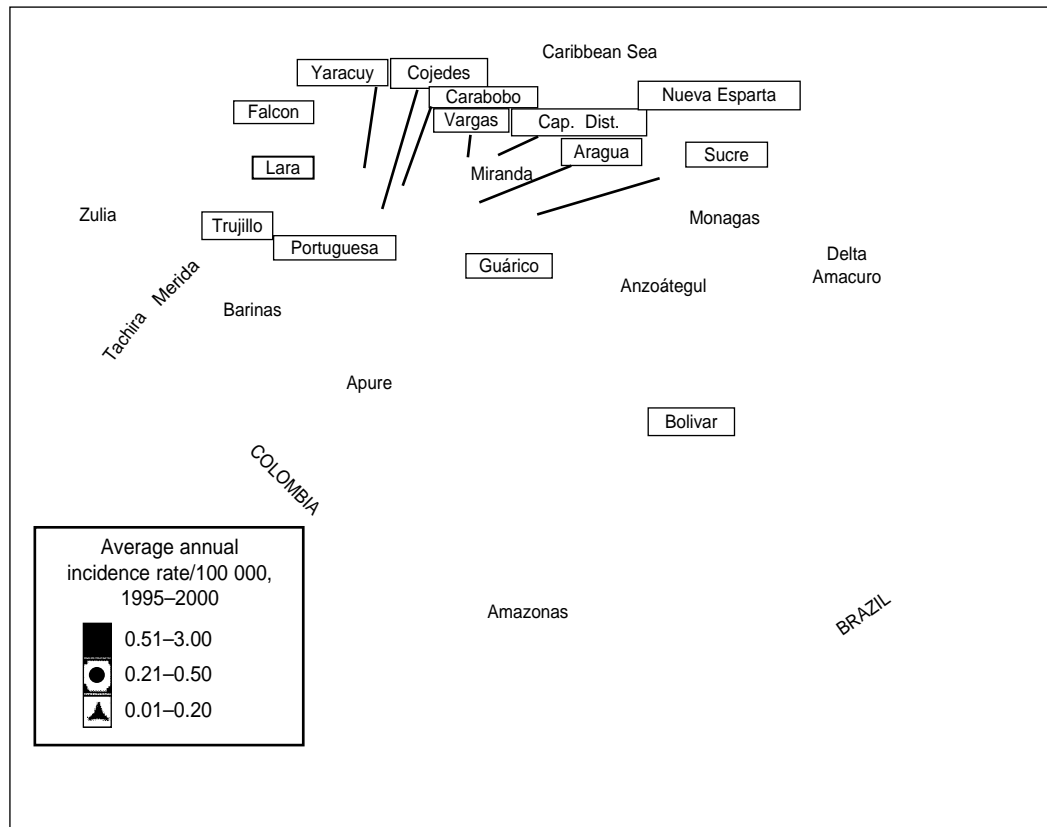 Caribbean Sea
Yaracuy
Cojedes
Carabobo
Nueva Esparta
Falcon
Vargas
Cap. Dist.
Aragua
Sucre
Lara
Miranda
Zulia
Trujillo
Monagas
Portuguesa
Guárico
Delta
Amacuro
Merida
Tachira
Anzoátegul
Barinas
Apure
Bolivar
COLOMBIA
Average annual
incidence rate/100 000,
1995–2000
0.51–3.00
0.21–0.50
0.01–0.20
Amazonas
BRAZIL